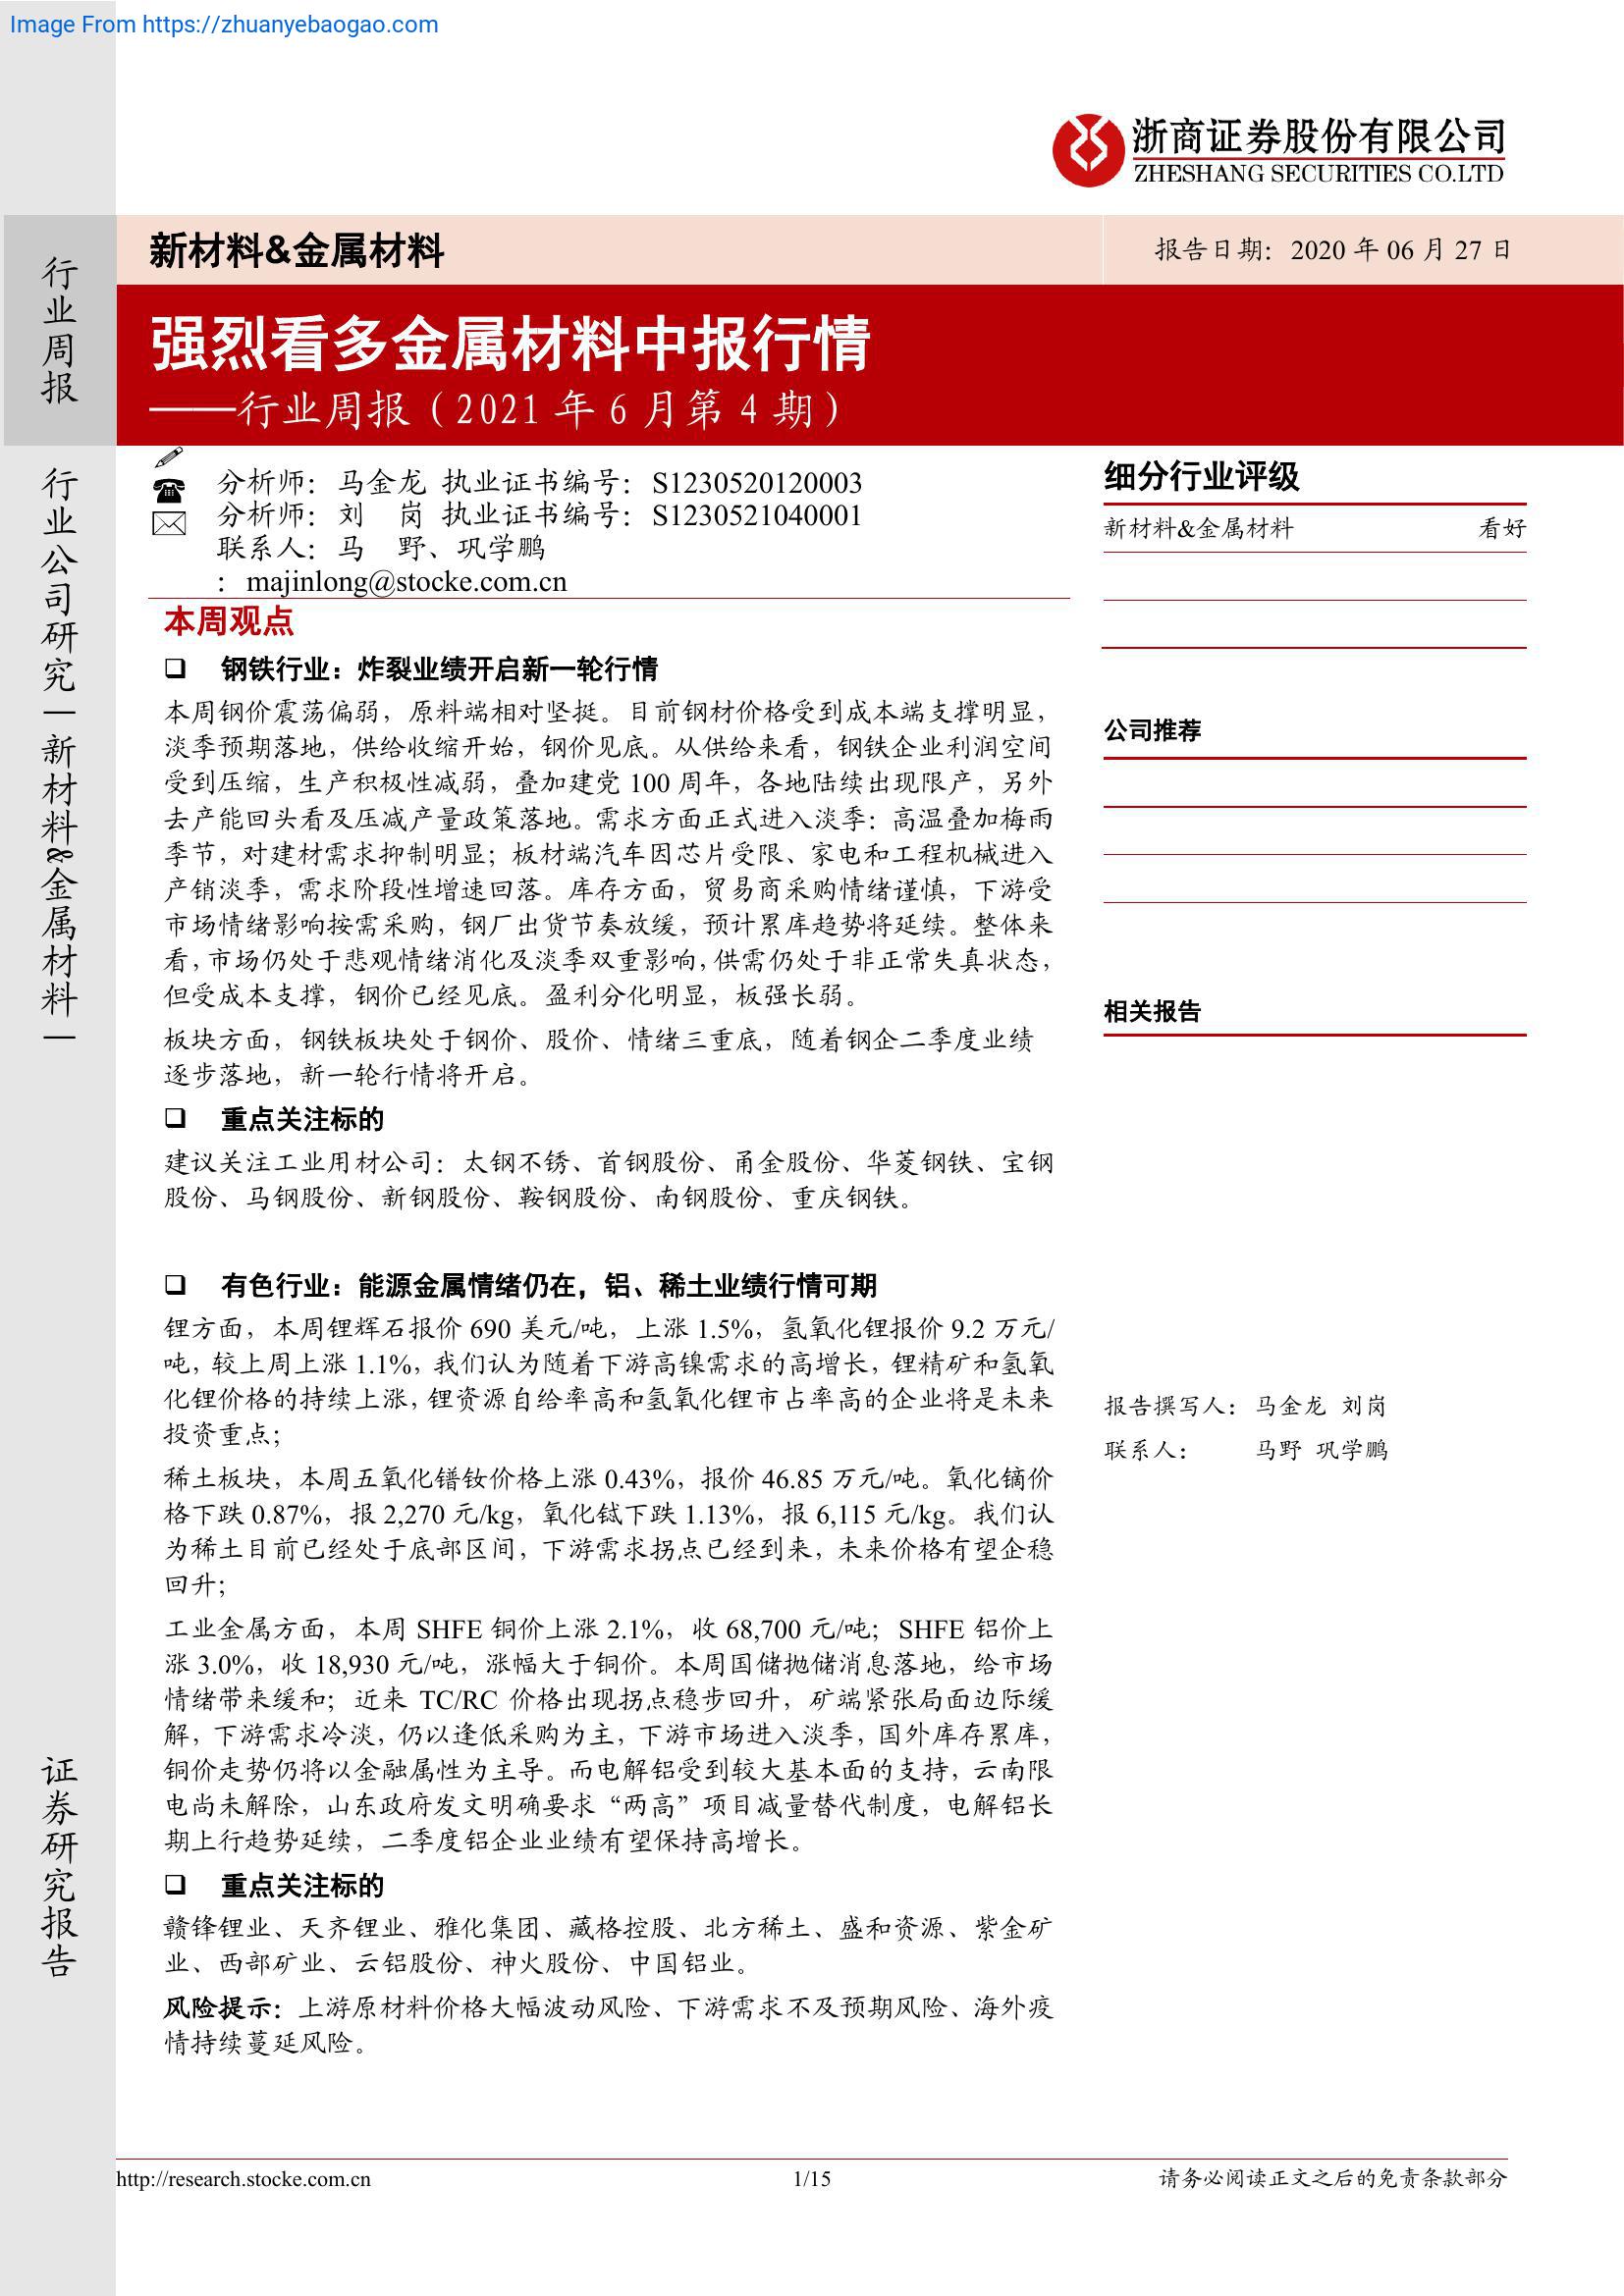 Image From https://zhuanyebaogao.com
浙商证券股份有限公司
ZHESHANG SECURITIES CO.LTD
行业周报
行业公司研究|新材料&金属材料|
证券研究报告
新材料&金属材料
报告日期：2020 年 06 月 27 日
强烈看多金属材料中报行情
——行业周报（2021 年 6 月第 4 期）
分析师：马金龙 执业证书编号：S1230520120003
分析师：刘 岗 执业证书编号：S1230521040001
联系人：马 野、巩学鹏
：majinlong@stocke.com.cn
本周观点
❑ 钢铁行业：炸裂业绩开启新一轮行情
本周钢价震荡偏弱，原料端相对坚挺。目前钢材价格受到成本端支撑明显，
淡季预期落地，供给收缩开始，钢价见底。从供给来看，钢铁企业利润空间
受到压缩，生产积极性减弱，叠加建党 100 周年，各地陆续出现限产，另外
去产能回头看及压减产量政策落地。需求方面正式进入淡季：高温叠加梅雨
季节，对建材需求抑制明显；板材端汽车因芯片受限、家电和工程机械进入
产销淡季，需求阶段性增速回落。库存方面，贸易商采购情绪谨慎，下游受
市场情绪影响按需采购，钢厂出货节奏放缓，预计累库趋势将延续。整体来
看，市场仍处于悲观情绪消化及淡季双重影响，供需仍处于非正常失真状态，
但受成本支撑，钢价已经见底。盈利分化明显，板强长弱。
板块方面，钢铁板块处于钢价、股价、情绪三重底，随着钢企二季度业绩
逐步落地，新一轮行情将开启。
❑ 重点关注标的
建议关注工业用材公司：太钢不锈、首钢股份、甬金股份、华菱钢铁、宝钢
股份、马钢股份、新钢股份、鞍钢股份、南钢股份、重庆钢铁。
❑ 有色行业：能源金属情绪仍在，铝、稀土业绩行情可期
锂方面，本周锂辉石报价 690 美元/吨，上涨 1.5%，氢氧化锂报价 9.2 万元/
吨，较上周上涨 1.1%，我们认为随着下游高镍需求的高增长，锂精矿和氢氧
化锂价格的持续上涨，锂资源自给率高和氢氧化锂市占率高的企业将是未来
投资重点；
稀土板块，本周五氧化镨钕价格上涨 0.43%，报价 46.85 万元/吨。氧化镝价
格下跌 0.87%，报 2,270 元/kg，氧化铽下跌 1.13%，报 6,115 元/kg。我们认
为稀土目前已经处于底部区间，下游需求拐点已经到来，未来价格有望企稳
回升；
工业金属方面，本周 SHFE 铜价上涨 2.1%，收 68,700 元/吨；SHFE 铝价上
涨 3.0%，收 18,930 元/吨，涨幅大于铜价。本周国储抛储消息落地，给市场
情绪带来缓和；近来 TC/RC 价格出现拐点稳步回升，矿端紧张局面边际缓
解，下游需求冷淡，仍以逢低采购为主，下游市场进入淡季，国外库存累库，
铜价走势仍将以金融属性为主导。而电解铝受到较大基本面的支持，云南限
电尚未解除，山东政府发文明确要求“两高”项目减量替代制度，电解铝长
期上行趋势延续，二季度铝企业业绩有望保持高增长。
❑ 重点关注标的
赣锋锂业、天齐锂业、雅化集团、藏格控股、北方稀土、盛和资源、紫金矿
业、西部矿业、云铝股份、神火股份、中国铝业。
风险提示：上游原材料价格大幅波动风险、下游需求不及预期风险、海外疫
情持续蔓延风险。
细分行业评级
新材料&金属材料 看好
公司推荐
相关报告
报告撰写人： 马金龙 刘岗
联系人： 马野 巩学鹏
http://research.stocke.com.cn
1/15
请务必阅读正文之后的免责条款部分